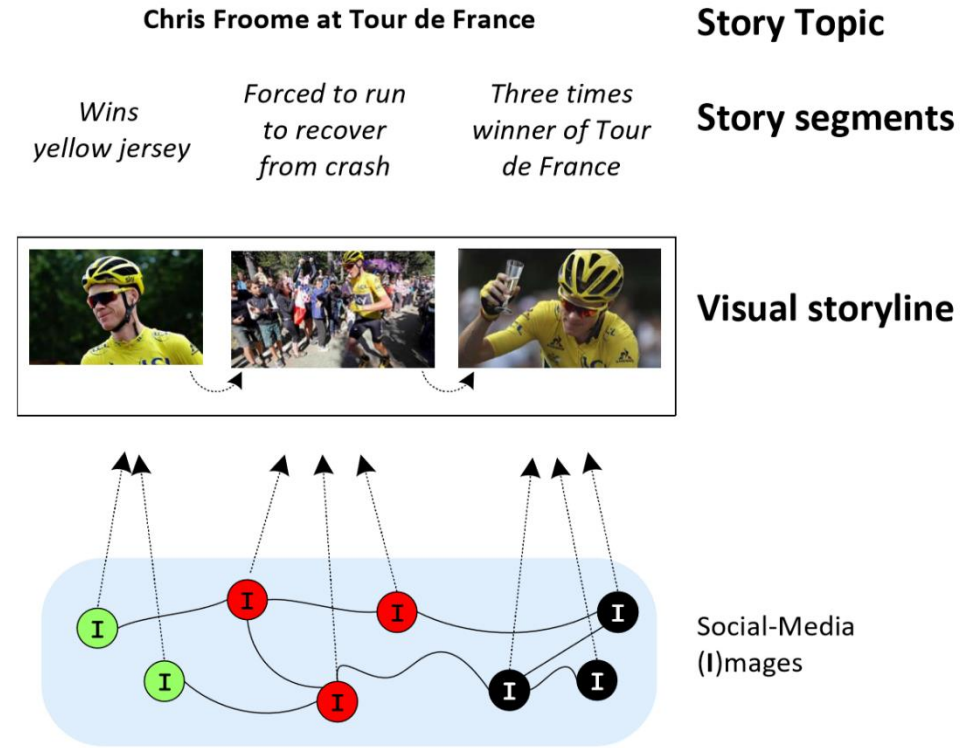 Chris Froome at Tour de France
Story Topic
Wins
yellow jersey
Forced to run
to recover
from crash
Three times
winner of Tour
de France
Story segments
sky
Visual storyline
I
I
I
I
I
I
I
I
Social-Media
(I)mages